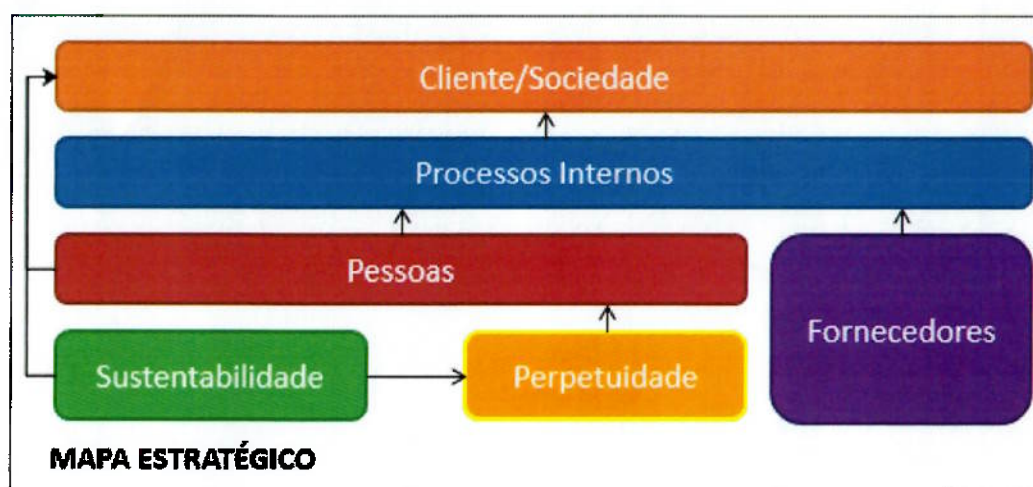 Cliente/Sociedade
Processos Internos
Pessoas
Fornecedores
Sustentabilidade
Perpetuidade
MAPA ESTRATÉGICO